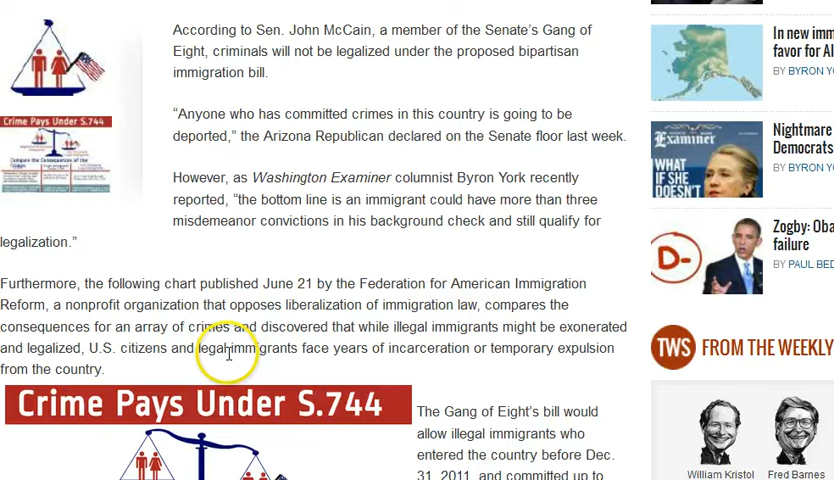 According to Sen. John McCain, a member of the Senate's Gang of
Eight, criminals will not be legalized under the proposed bipartisan
immigration bill.
“Anyone who has committed crimes in this country is going to be
deported,” the Arizona Republican declared on the Senate floor last week.
However, as Washington Examiner columnist Byron York recently
reported, “the bottom line is an immigrant could have more than three
misdemeanor convictions in his background check and still qualify for
legalization.”
Furthermore, the following chart published June 21 by the Federation for American Immigration
Reform, a nonprofit organization that opposes liberalization of immigration law, compares the
consequences for an array of crimes and discovered that while illegal immigrants might be exonerated
and legalized, U.S. citizens and legal immigrants face years of incarceration or temporary expulsion
from the country.
Crime Pays Under S.744
The Gang of Eight's bill would
allow illegal immigrants who
entered the country before Dec.
31, 2011, and committed up to
Crime Pays Under S.744
Compare the Consequences of the
In new imm
favor for Al
BY BYRON YO
Examiner
WHAT
IF SHE
DOESN'T
Nightmare
Democrats
BY BYRON YO
D-
Zogby: Oba
failure
BY PAUL BED
TWS
FROM THE WEEKLY
William Kristol
Fred Barnes